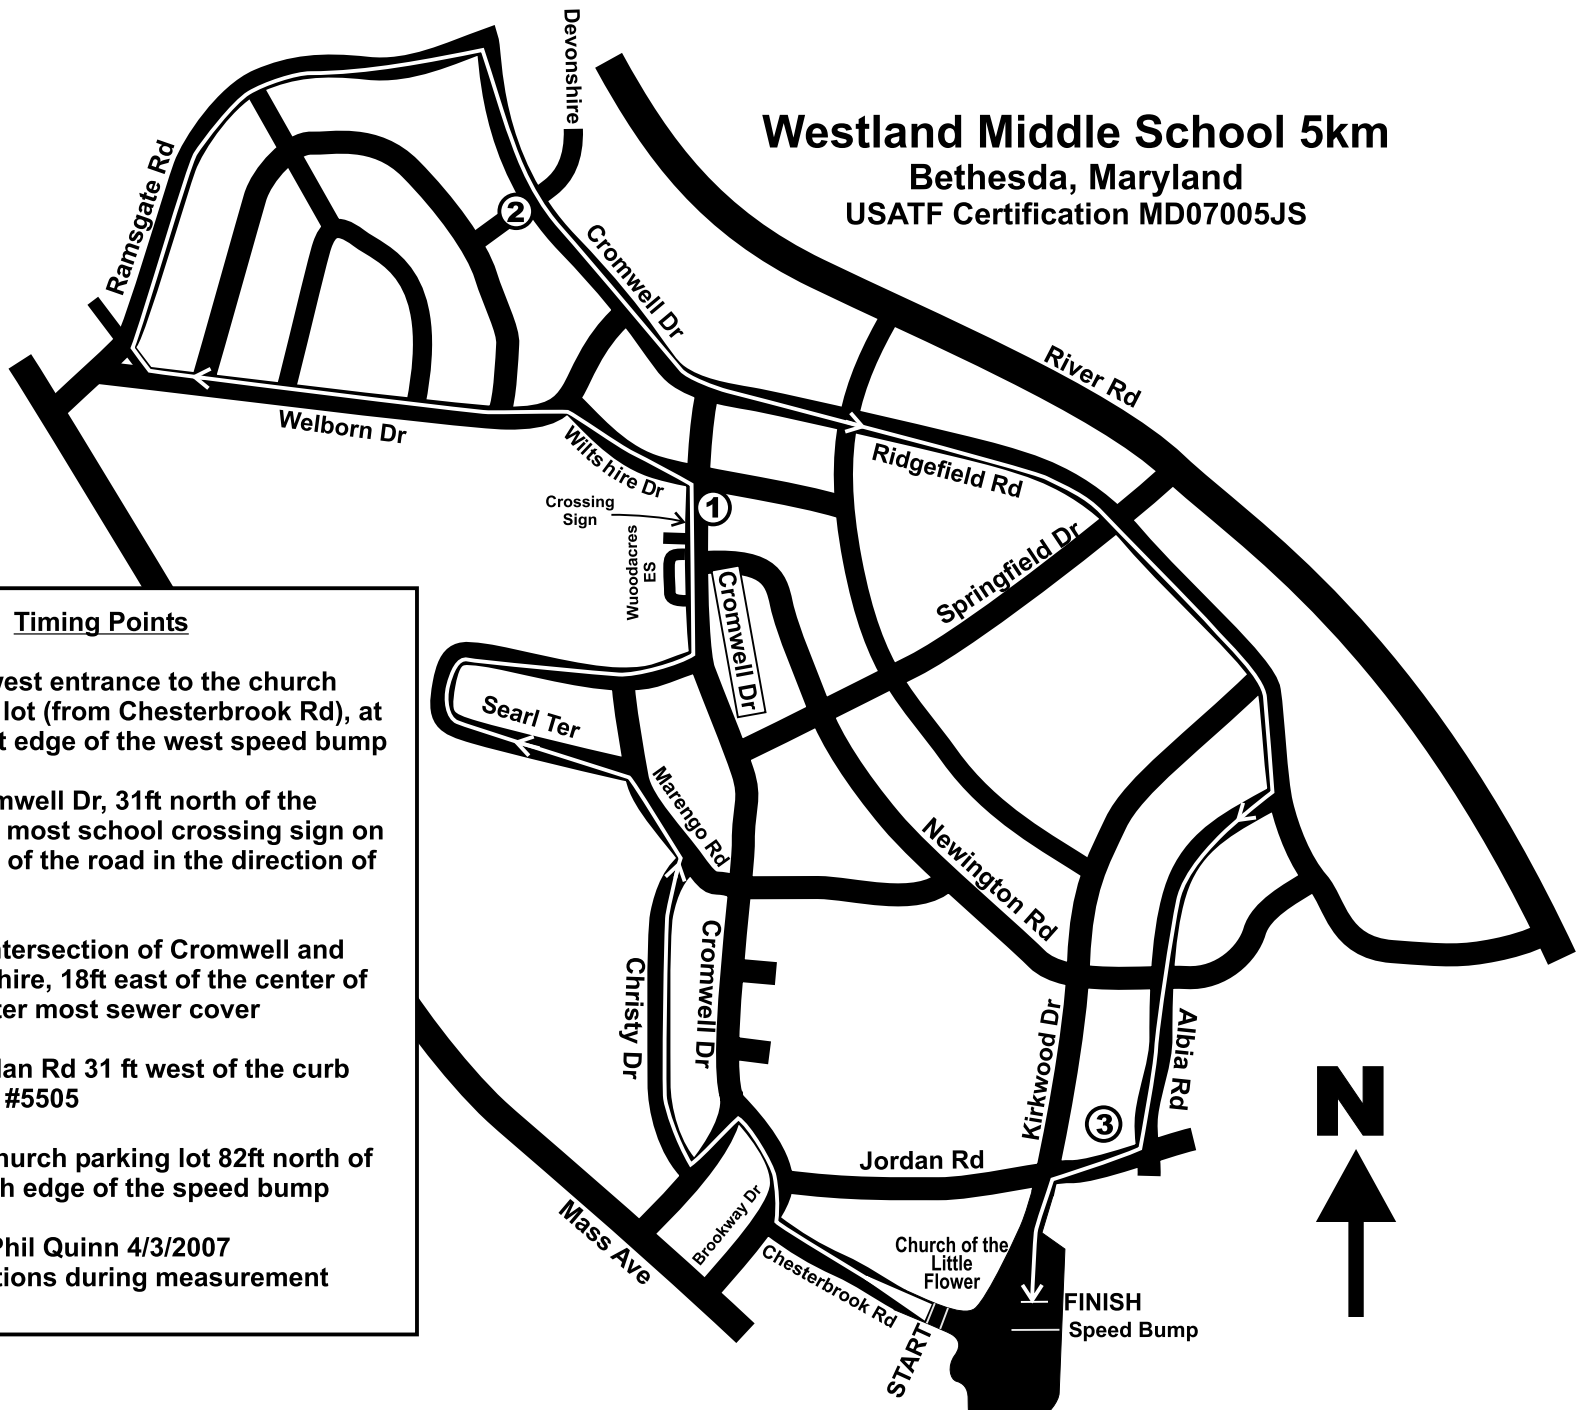 Devonshire
Westland Middle School 5km
Bethesda, Maryland
USATF Certification MD07005JS
Ramsgate Rd
2
Cromwell Dr
River Rd
Welborn Dr
Wiltshire Dr
Ridgefield Rd
Crossing
Sign
1
Wuoodacres
ES
Cromwell Dr
Springfield Dr
Timing Points
west entrance to the church
lot (from Chesterbrook Rd), at
t edge of the west speed bump
mwell Dr, 31ft north of the
most school crossing sign on
of the road in the direction of
ntersection of Cromwell and
hire, 18ft east of the center of
ter most sewer cover
dan Rd 31 ft west of the curb
#5505
hurch parking lot 82ft north of
h edge of the speed bump
Phil Quinn 4/3/2007
tions during measurement
Searl Ter
Marengo Rd
Newington Rd
Christy Dr
Cromwell Dr
Kirkwood Dr
Albia Rd
3
N
Jordan Rd
Mass Ave
Brookway Dr
Chesterbrook Rd
Church of the
Little
Flower
START
FINISH
Speed Bump